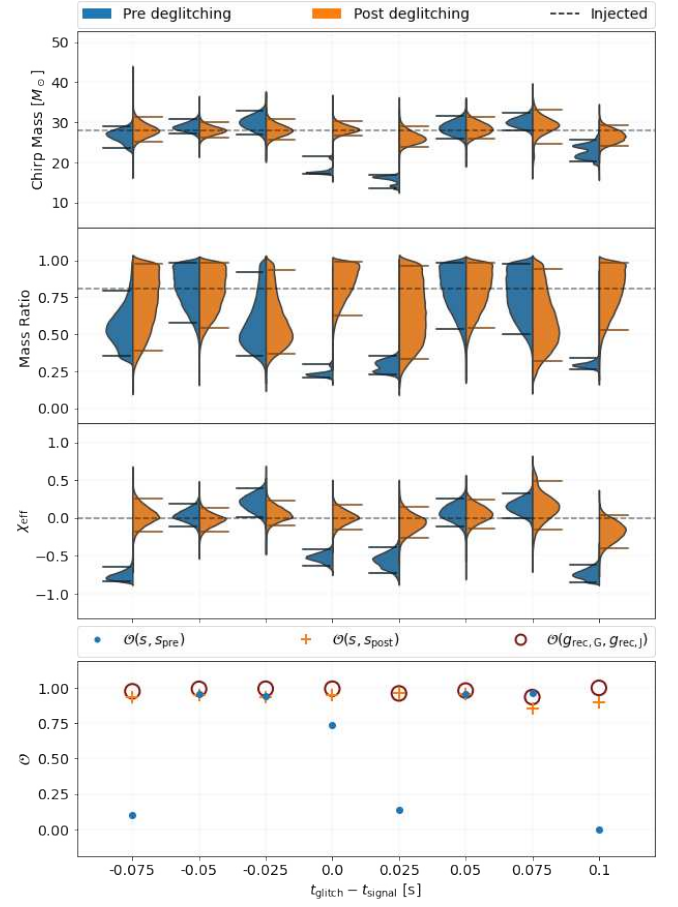 Pre deglitching Post deglitching Injected
50
40
30
20
10
Chirp Mass [M⊙]
1.00
0.75
0.50
0.25
0.00
Mass Ratio
1.0
0.5
0.0
−0.5
−1.0
χeff
𝒪(s, spre) 𝒪(s, spost) 𝒪(grec, G, grec, J)
1.00
0.75
0.50
0.25
0.00
𝒪
-0.075 -0.05 -0.025 0.0 0.025 0.05 0.075 0.1
tglitch − tsignal [s]